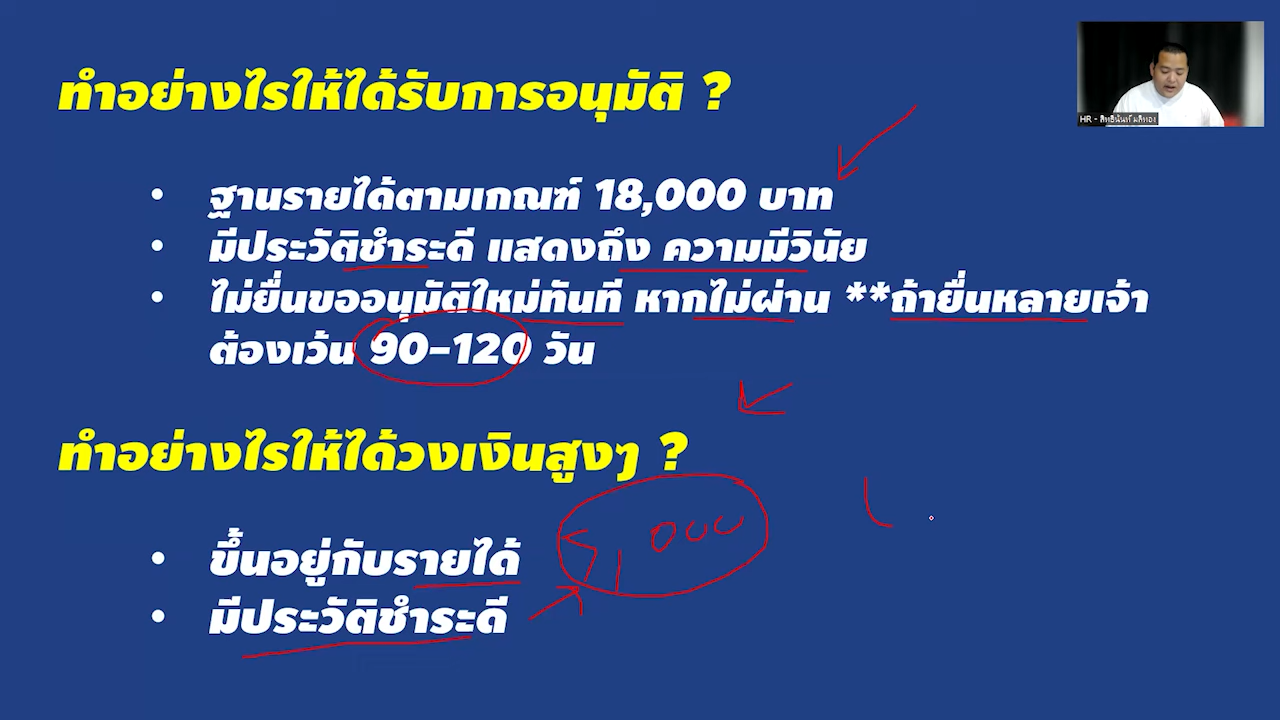 ทำอย่างไรให้ได้รับการอนุมัติ ?
• ฐานรายได้ตามเกณฑ์ 18,000 บาท
• มีประวัติชำระดี แสดงถึง ความมีวินัย
• ไม่ยื่นขออนุมัติใหม่ทันที หากไม่ผ่าน **ถ้ายื่นหลายเจ้า
ต้องเว้น 90-120 วัน
ทำอย่างไรให้ได้วงเงินสูงๆ ?
• ขึ้นอยู่กับรายได้
• มีประวัติชำระดี
5,000
HR - สิทธินันท์ มลิทอง